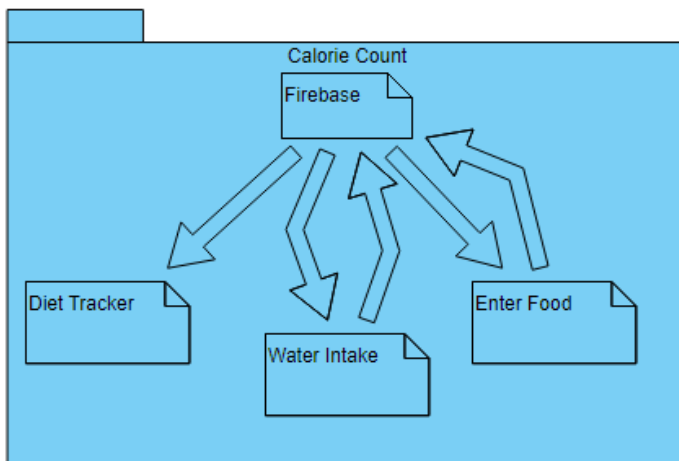 Calorie Count
Firebase
Diet Tracker
Enter Food
Water Intake